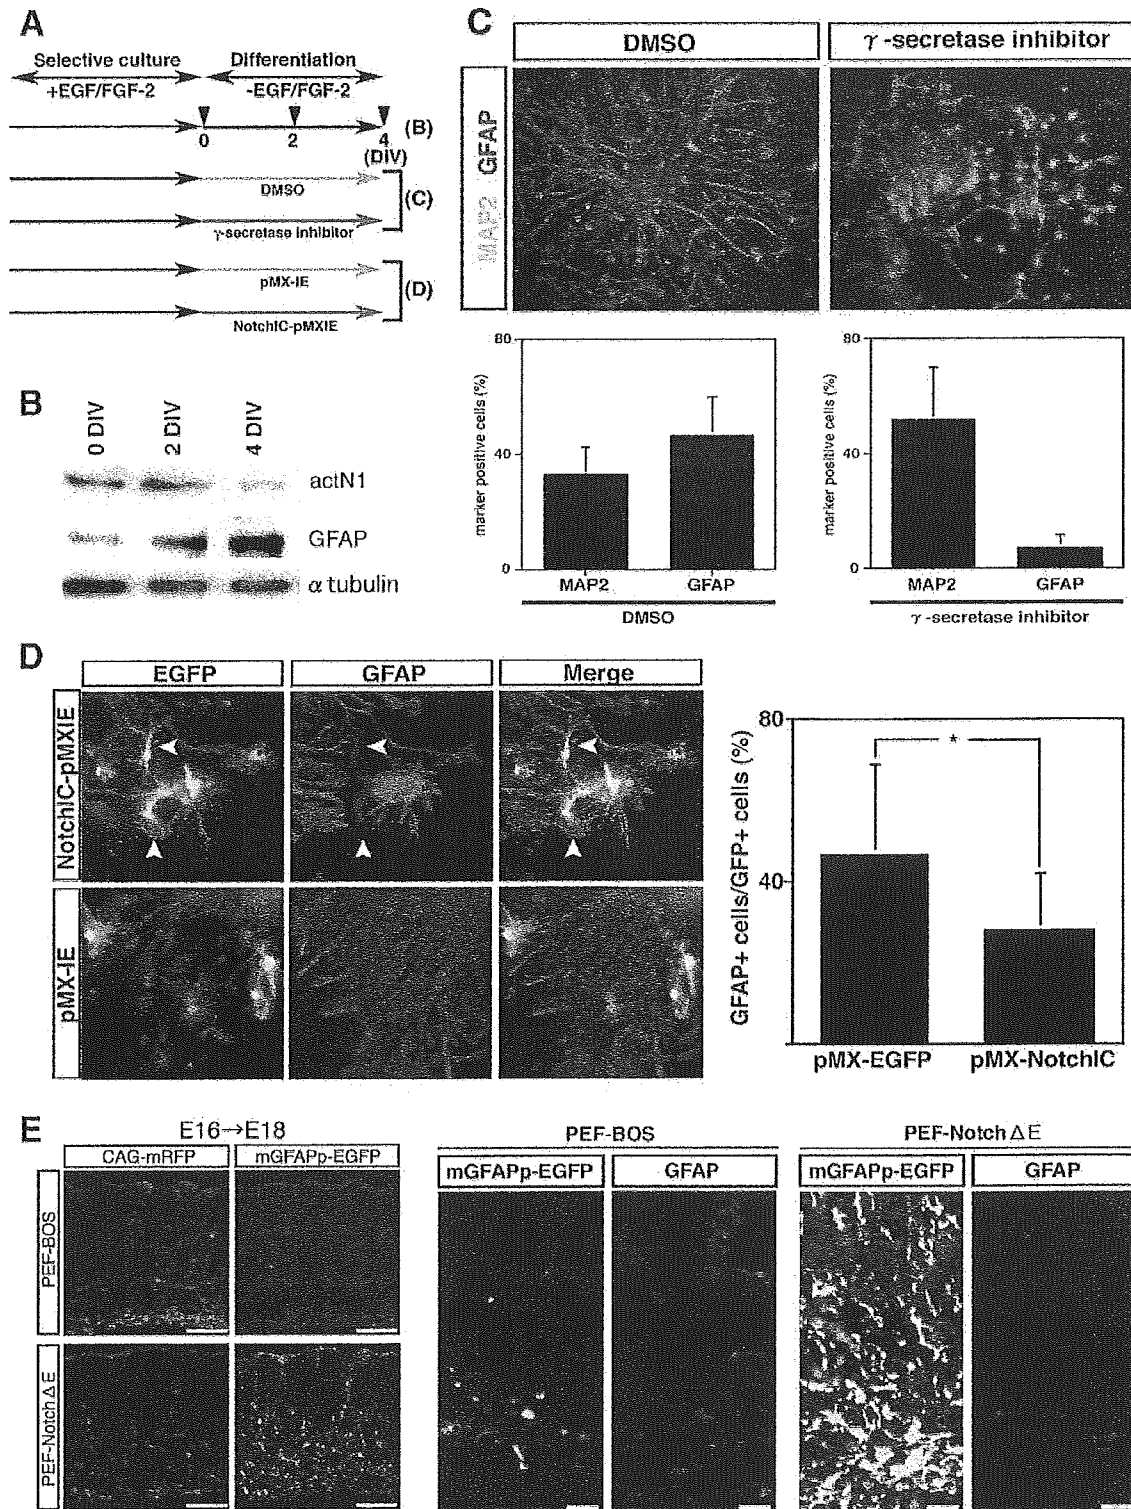 A
Selective culture
Differentiation
+EGF/FGF-2
-EGF/FGF-2
0
2
4
(B)
(DIV)
DMSO
(C)
γ-secretase inhibitor
pMX-IE
(D)
NotchIC-pMXIE
B
0 DIV
2 DIV
4 DIV
actN1
GFAP
α tubulin
C
DMSO
γ-secretase inhibitor
MAP2 GFAP
marker positive cells (%)
80
40
0
MAP2
GFAP
DMSO
marker positive cells (%)
80
40
0
MAP2
GFAP
γ-secretase inhibitor
D
EGFP
GFAP
Merge
NotchIC-pMXIE
pMX-IE
GFAP+ cells/GFP+ cells (%)
80
40
*
pMX-EGFP
pMX-NotchIC
E
E16→E18
CAG-mRFP
mGFAPp-EGFP
PEF-BOS
PEF-NotchΔE
PEF-BOS
mGFAPp-EGFP
GFAP
PEF-NotchΔE
mGFAPp-EGFP
GFAP